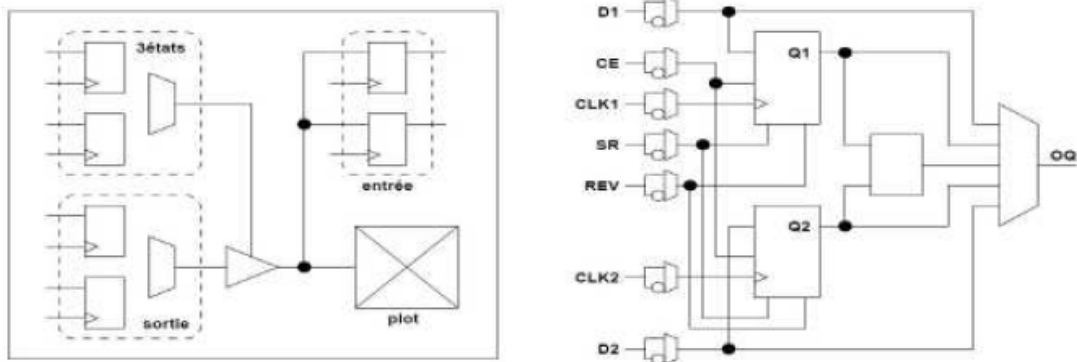 3états
entrée
sortie
plot
D1
CE
CLK1
SR
REV
CLK2
D2
Q1
Q2
OQ